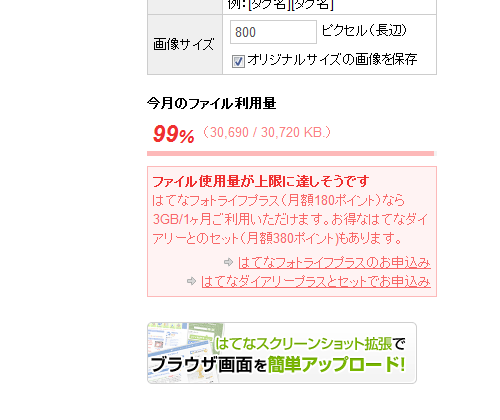 例：[タグ名][タグ名]
画像サイズ
800 ピクセル（長辺）
オリジナルサイズの画像を保存
今月のファイル利用量
99%（30,690 / 30,720 KB.）
ファイル使用量が上限に達しそうです
はてなフォトライフプラス（月額180ポイント）なら
3GB/1ヶ月ご利用いただけます。お得なはてなダイ
アリーとのセット（月額380ポイント）もあります。
はてなフォトライフプラスのお申込み
はてなダイアリープラスとセットでお申込み
はてなスクリーンショット拡張で
ブラウザ画面を簡単アップロード！